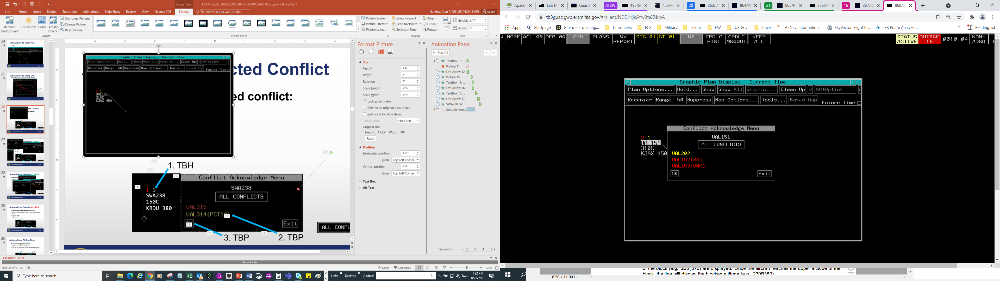 ERAM_Stg3c_PRS09_OTO_20-12-08_RW_EAE410_ah.pptx - PowerPoint
Picture Tools
File Home Insert Design Transitions Animations Slide Show Review View Nuance PDF Format Tell me what you want to do...
Huntley, Alan P. [US-US](NON-EMP) Share
Remove Background
Corrections
Color
Artistic Effects
Compress Pictures
Change Picture
Reset Picture
Adjust
Picture Styles
Picture Border
Picture Effects
Picture Layout
Bring Forward
Send Backward
Selection Pane
Align
Group
Rotate
Arrange
Crop
Height: 3.47"
Width: 5"
Size
24
Show All Alerts Using ACL
25
Show All Alerts Using GPD
26
27
28
Acknowledge SelectedConflict
29
Acknowledge SelectedConflict
30
Acknowledge All Conflicts
Graphic Plan Display - Current Time
Plan Options... Hold... Show Show All Graphic... Clean Up AM+Uplink
Recenter Range 50 Suppress Map Options... Tools... Saved Map Future Time
2 1
UAL151
310C
KJAX 450
cted Conflict
ed conflict:
1. TBH
1 1
SWA238
150C
KRDU 380
Conflict Acknowledge Menu
SWA238
ALL CONFLICTS
UAL315
Exit
3. TBP
2. TBP
ALL CONFL
Format Picture
Size
Height 3.47"
Width 5"
Rotation 0°
Scale Height 51%
Scale Width 51%
Lock aspect ratio
Relative to original picture size
Best scale for slide show
Resolution 640 x 480
Original size
Height: 11.25" Width: 40"
Reset
Position
Horizontal position 0.62"
From Top Left Corner
Vertical position 0.18"
From Top Left Corner
Text Box
Alt Text
Animation Pane
Play All
1 TextBox 13: ...
Picture 11
Left Arrow 12
Picture 15
TextBox 18: ...
Left Arrow 16
TextBox 10: ...
Left Arrow 17
SWA238 GP...
2 Straight Arro...
Seconds 0 2 4 6
Classifier Label
Unrestricted
Slide 26 of 0 .. 76
Notes Comments 120%
Type here to search
Links Desktop Address
1:22 PM
8/23/2021
Apach Lab M Guac ATSW 495/S 455/M 20 863/D 864/R 21 865/R 866/D 16 867/R 868/D
tb3guac.gwp.eram.faa.gov/#/client/NDE1NjkAYwBteXNxbA==
Apps Startpage Gibiru – Protecting... Timesheets ECS Military Leidos FAA US Govt Travel AirNav: Information... SkyVector: Flight Pl... IFR Route Analyzer... » Reading list
MORE ACL 09 DEP 00 GPD PLANS WX REPORT SIG 01 GI 01 UA CPDLC HIST CPDLC MSGOUT KEEP ALL
STATUS ACTIVE OUTAGE 16 0010 04 NON-ADSB
Graphic Plan Display - Current Time
Plan Options... Hold... Show Show All Graphic... Clean Up AM+Uplink
Recenter Range 50 Suppress Map Options... Tools... Saved Map Future Time
2 1
UAL151
310C
KJAX 450
Conflict Acknowledge Menu
UAL151
ALL CONFLICTS
UAL202
UAL152(38)
UAL153(UNK)
OK Exit
8.50 x 11.00 in
of the block (e.g., 230↑370) are displayed. Once the aircraft reaches the upper altitude of the
block, the line will display the blocked altitude (e.g., 230B350)